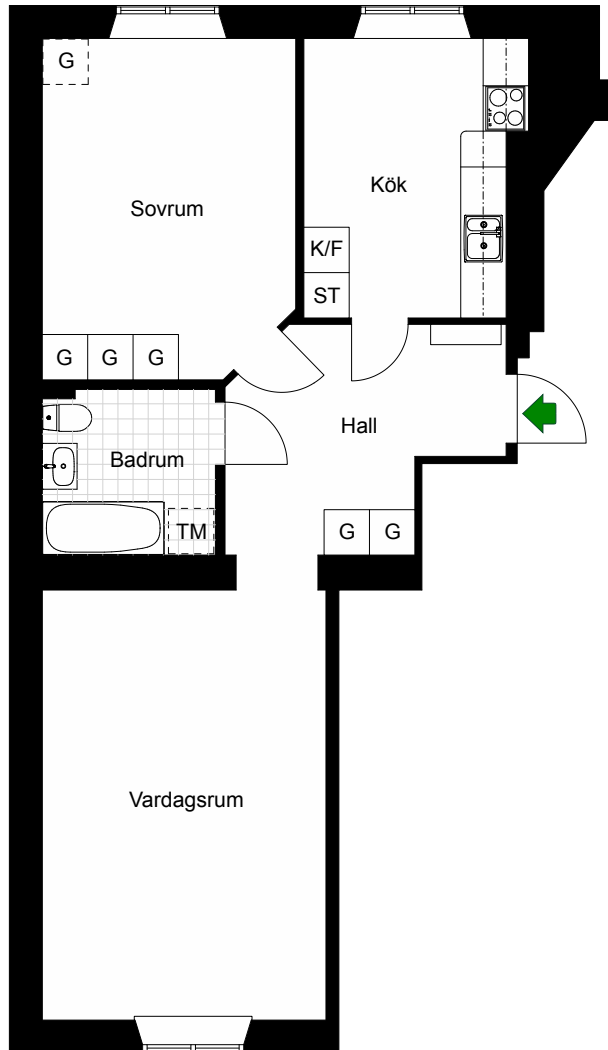 G
Sovrum
Kök
K/F
ST
G G G
Hall
Badrum
TM
G G
Vardagsrum